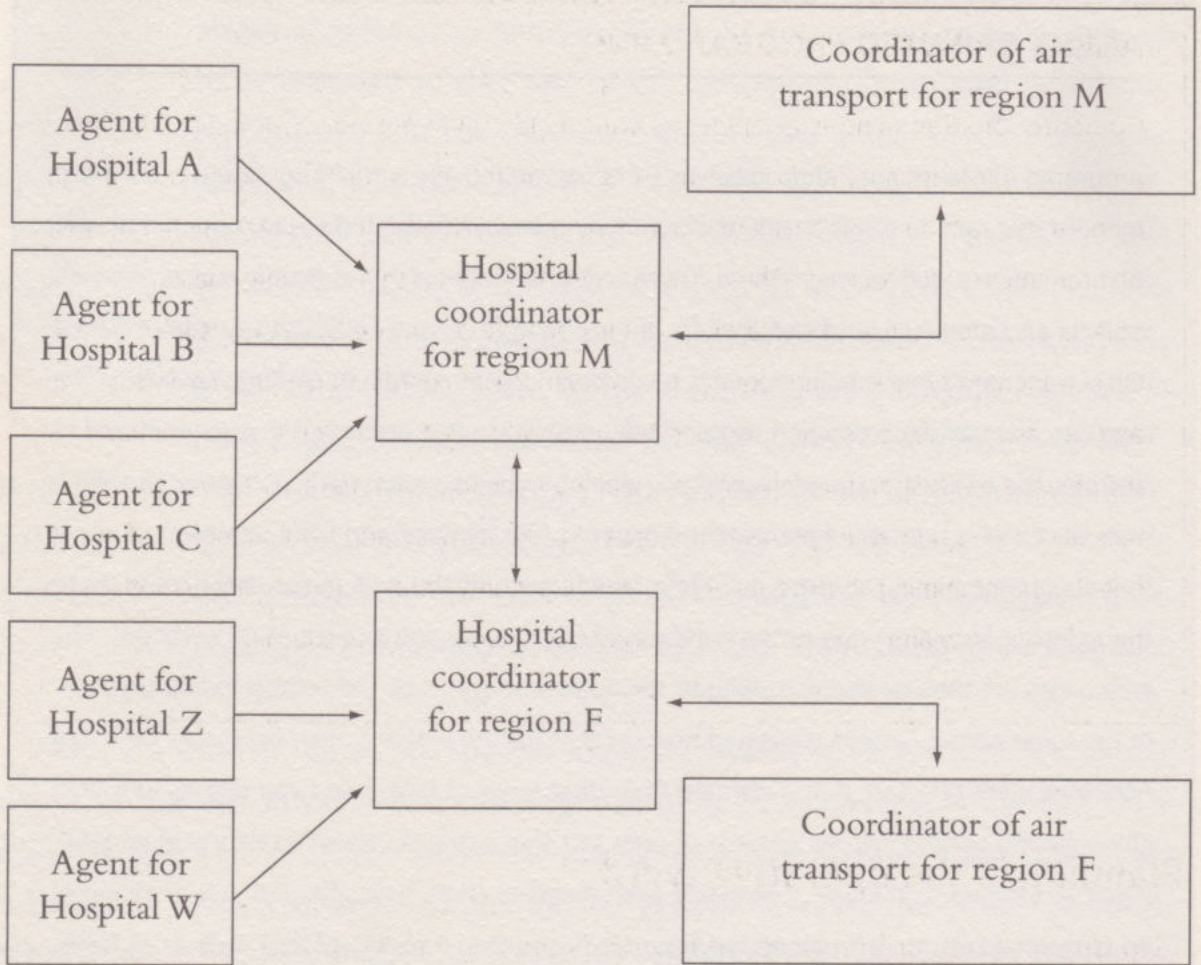 Coordinator of air
transport for region M
Agent for
Hospital A
Agent for
Hospital B
Agent for
Hospital C
Hospital
coordinator
for region M
Agent for
Hospital Z
Agent for
Hospital W
Hospital
coordinator
for region F
Coordinator of air
transport for region F